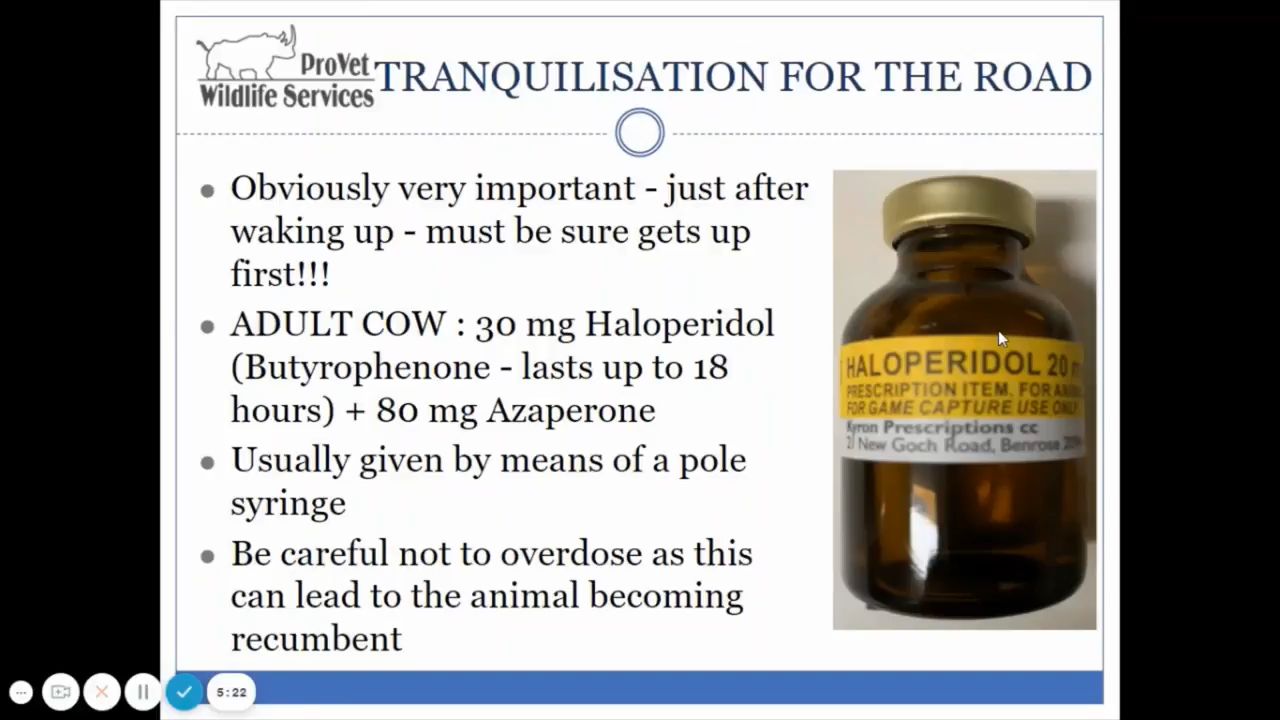 ProVet
Wildlife Services
TRANQUILISATION FOR THE ROAD
Obviously very important - just after
waking up - must be sure gets up
first!!!
ADULT COW : 30 mg Haloperidol
(Butyrophenone - lasts up to 18
hours) + 80 mg Azaperone
Usually given by means of a pole
syringe
Be careful not to overdose as this
can lead to the animal becoming
recumbent
HALOPERIDOL 20
PRESCRIPTION ITEM. FOR
FOR GAME CAPTURE USE ONLY
Kyron Prescriptions cc
New Goch Road, Benrose
5:22